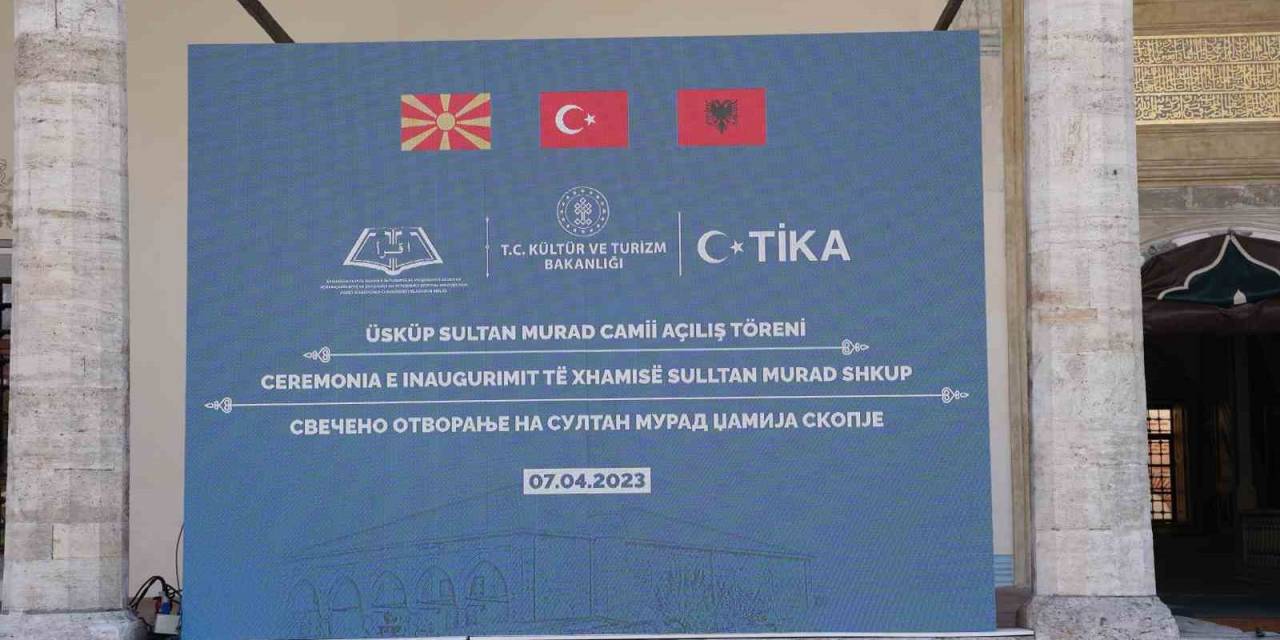 T.C. KÜLTÜR VE TURİZM
BAKANLIĞI
TİKA
ÜSKÜP SULTAN MURAD CAMİİ AÇILIŞ TÖRENİ
CEREMONIA E INAUGURIMIT TË XHAMISË SULLTAN MURAD SHKUP
СВЕЧЕНО ОТВОРАЊЕ НА СУЛТАН МУРАД ЏАМИЈА СКОПЈЕ
07.04.2023